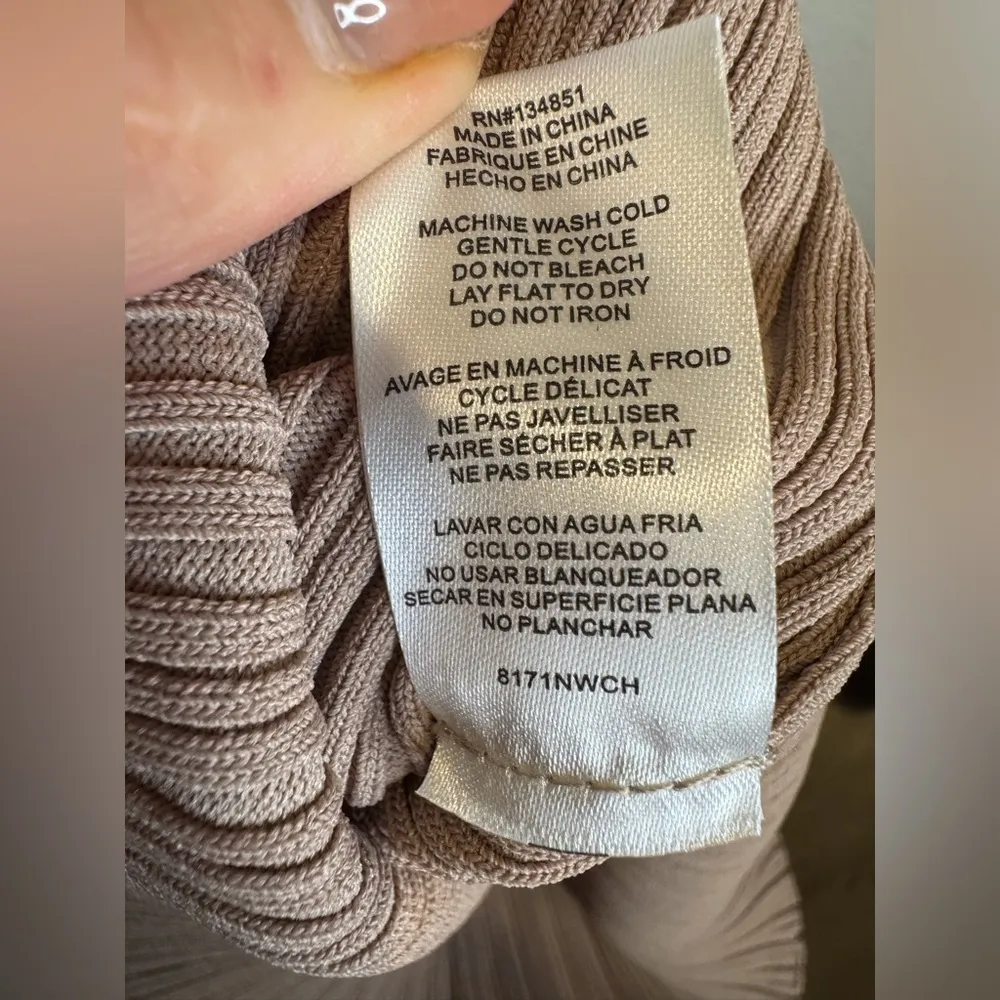 RN#134851
MADE IN CHINA
FABRIQUE EN CHINE
HECHO EN CHINA
MACHINE WASH COLD
GENTLE CYCLE
DO NOT BLEACH
LAY FLAT TO DRY
DO NOT IRON
AVAGE EN MACHINE À FROID
CYCLE DÉLICAT
NE PAS JAVELLISER
FAIRE SÉCHER À PLAT
NE PAS REPASSER
LAVAR CON AGUA FRIA
CICLO DELICADO
NO USAR BLANQUEADOR
SECAR EN SUPERFICIE PLANA
NO PLANCHAR
8171NWCH